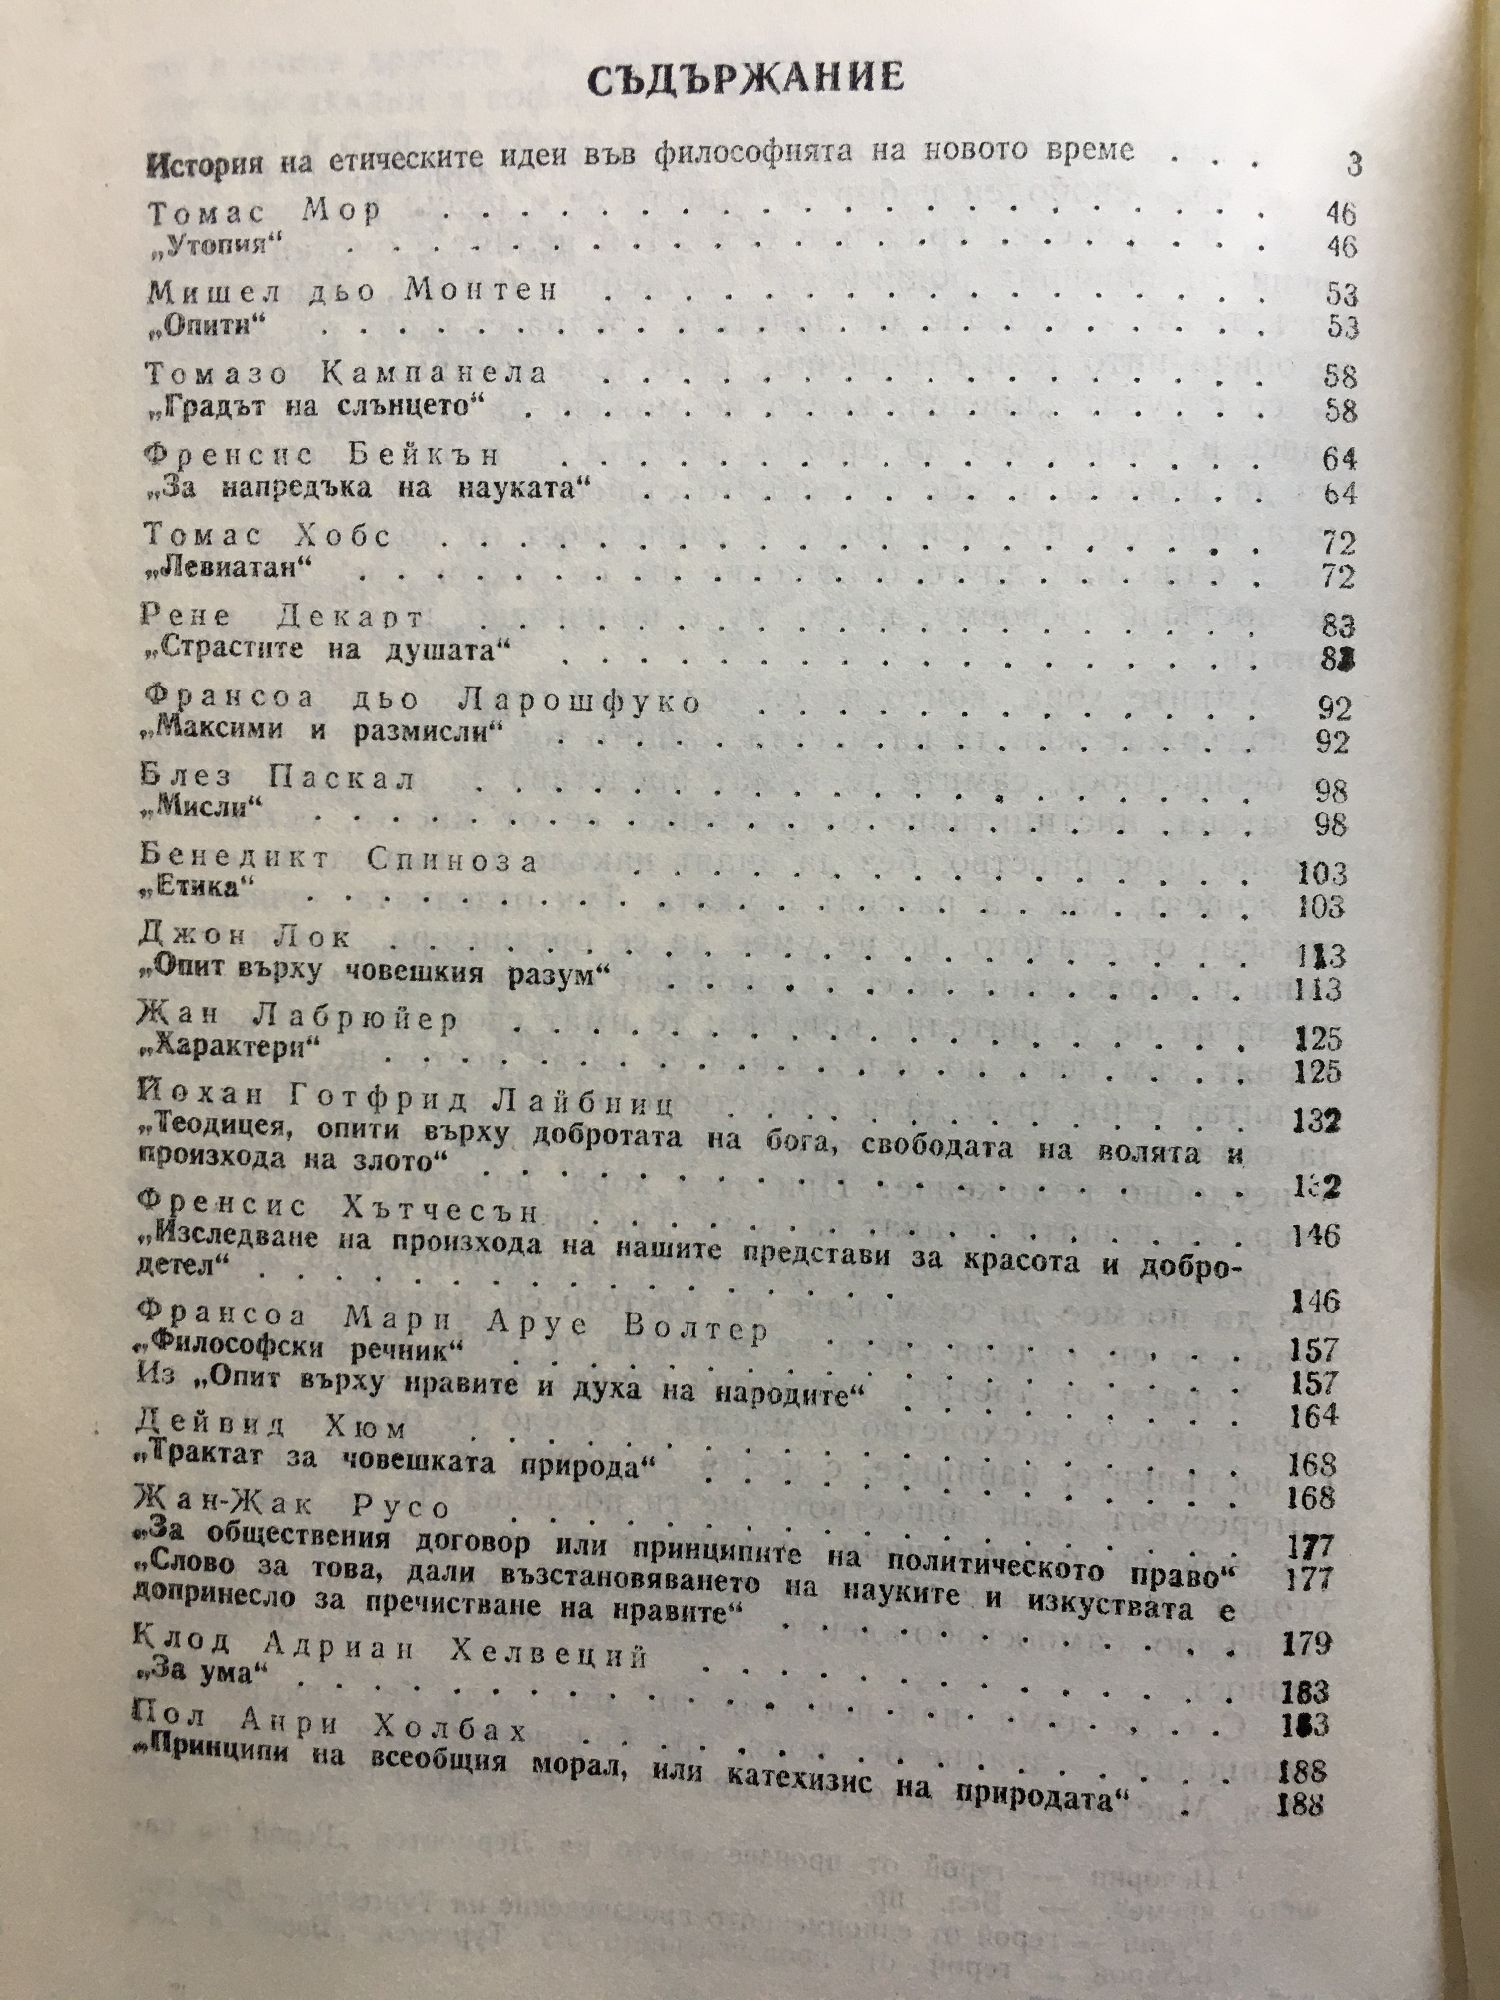 СЪДЪРЖАНИЕ
История на етическите идеи във философията на новото време . . . 3
Томас Мор . . . . . . . . . . . . . . . . . . . . 46
„Утопия“ . . . . . . . . . . . . . . . . . . . . 46
Мишел дьо Монтен . . . . . . . . . . . . . . . . . 53
„Опити“ . . . . . . . . . . . . . . . . . . . . 53
Томазо Кампанела . . . . . . . . . . . . . . . . . 58
„Градът на слънцето“ . . . . . . . . . . . . . . . . . 58
Френсис Бейкън . . . . . . . . . . . . . . . . . 64
„За напредъка на науката“ . . . . . . . . . . . . . . . 64
Томас Хобс . . . . . . . . . . . . . . . . . . . . 72
„Левиатан“ . . . . . . . . . . . . . . . . . . . . 72
Рене Декарт . . . . . . . . . . . . . . . . . . . 83
„Страстите на душата“ . . . . . . . . . . . . . . . . 83
Франсоа дьо Ларошфуко . . . . . . . . . . . . . 92
„Максими и размисли“ . . . . . . . . . . . . . . . . 92
Блез Паскал . . . . . . . . . . . . . . . . . . . 98
„Мисли“ . . . . . . . . . . . . . . . . . . . . 98
Бенедикт Спиноза . . . . . . . . . . . . . . . . 103
„Етика“ . . . . . . . . . . . . . . . . . . . . 103
Джон Лок . . . . . . . . . . . . . . . . . . . . 113
„Опит върху човешкия разум“ . . . . . . . . . . . . . . 113
Жан Лабрюйер . . . . . . . . . . . . . . . . . . 125
„Характери“ . . . . . . . . . . . . . . . . . . . 125
Йохан Готфрид Лайбниц . . . . . . . . . . . . . 132
„Теодицея, опити върху добротата на бога, свободата на волята и
произхода на злото“ . . . . . . . . . . . . . . . . . . 132
Френсис Хътчесън . . . . . . . . . . . . . . . . 146
„Изследване на произхода на нашите представи за красота и добро-
детел“ . . . . . . . . . . . . . . . . . 146
Франсоа Мари Аруе Волтер . . . . . . . . . . . 157
„Философски речник“ . . . . . . . . . . . . . . . . . . 157
Из „Опит върху нравите и духа на народите“ . . . . . . . . . 164
Дейвид Хюм . . . . . . . . . . . . . . . . . . . 168
„Трактат за човешката природа“ . . . . . . . . . . . . . 168
Жан-Жак Русо . . . . . . . . . . . . . . . . . . 177
„За обществения договор или принципите на политическото право“ 177
„Слово за това, дали възстановяването на науките и изкуствата е
допринесло за пречистване на нравите“ . . . . . . . . . . . 179
Клод Адриан Хелвеций . . . . . . . . . . . . . . 183
„За ума“ . . . . . . . . . . . . . . . . . . . . . . 183
Пол Анри Холбах . . . . . . . . . . . . . . . . 188
„Принципи на всеобщия морал, или катехизис на природата“ . 188